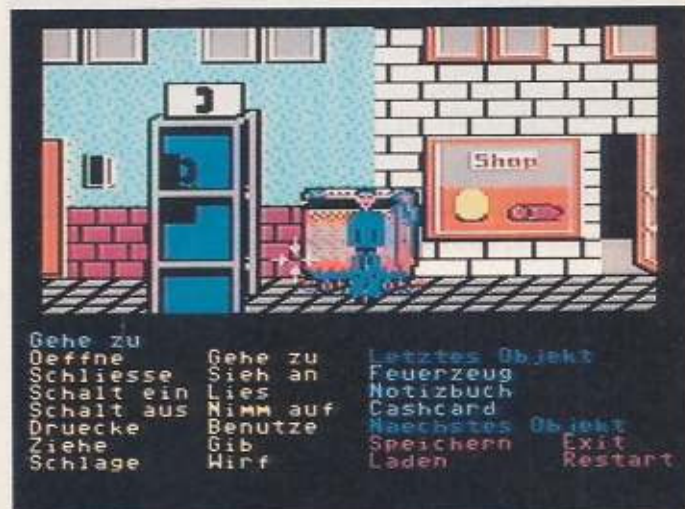 Shop
Gehe zu
Oeffne Gehe zu Letztes Objekt
Schliesse Sieh an Feuerzeug
Schalt ein Lies Notizbuch
Schalt aus Nimm auf Cashcard
Druecke Benutze Naechstes Objekt
Ziehe Gib Speichern Exit
Schlage Wirf Laden Restart